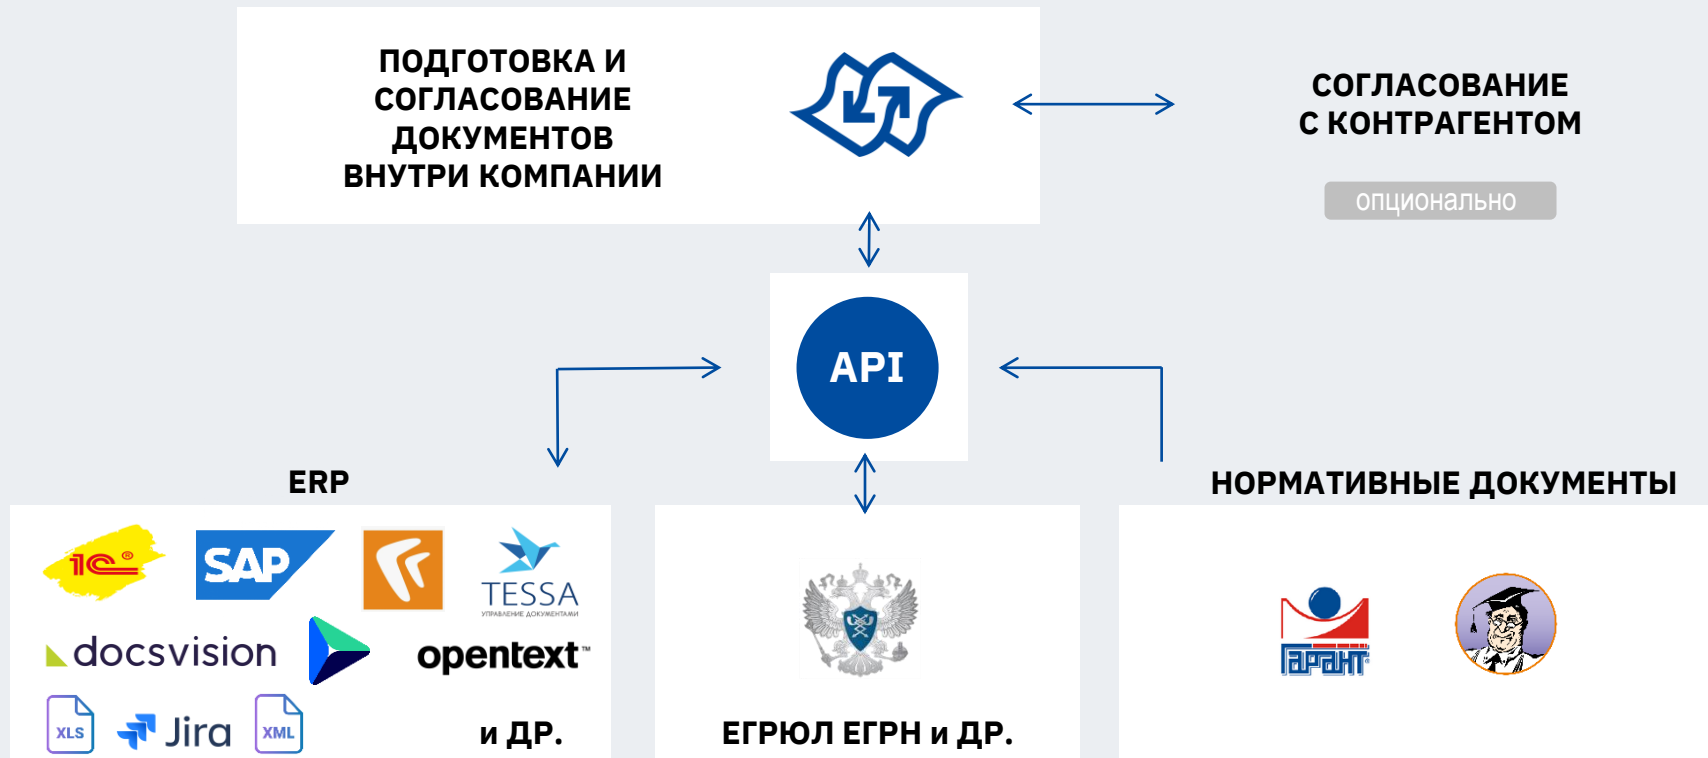 ПОДГОТОВКА И
СОГЛАСОВАНИЕ
ДОКУМЕНТОВ
ВНУТРИ КОМПАНИИ
СОГЛАСОВАНИЕ
С КОНТРАГЕНТОМ
опционально
API
ERP
1С®
SAP
TESSA
УПРАВЛЕНИЕ ДОКУМЕНТАМИ
docsvision
opentext™
XLS
Jira
XML
и ДР.
ЕГРЮЛ ЕГРН и ДР.
НОРМАТИВНЫЕ ДОКУМЕНТЫ
ГАРАНТ